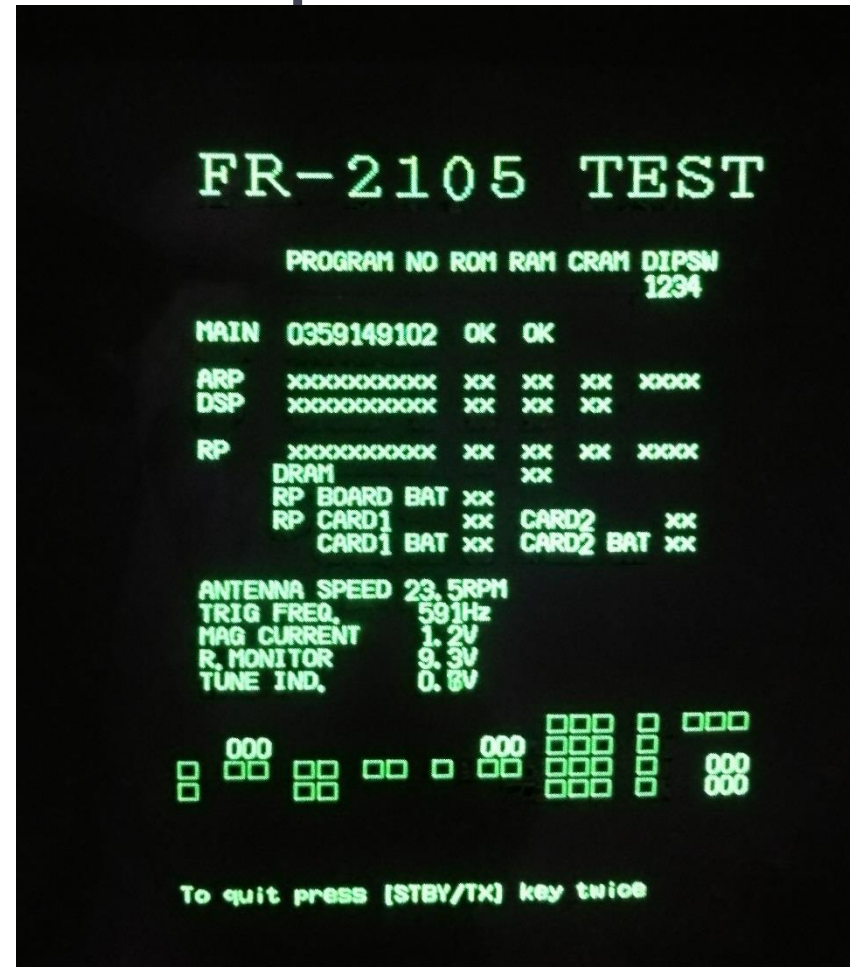 FR-2105 TEST
PROGRAM NO ROM RAM CRAM DIPSW
1234
MAIN 0359149102 OK OK
ARP xxxxxxxxxx xx xx xx xxxx
DSP xxxxxxxxxx xx xx xx
RP xxxxxxxxxx xx xx xx xxxx
DRAM xx
RP BOARD BAT xx
RP CARD1 xx CARD2 xx
CARD1 BAT xx CARD2 BAT xx
ANTENNA SPEED 23.5RPM
TRIG FREQ. 591Hz
MAG CURRENT 1.2V
R.MONITOR 9.3V
TUNE IND.
000 000
000
000
To quit press [STBY/TX] key twice